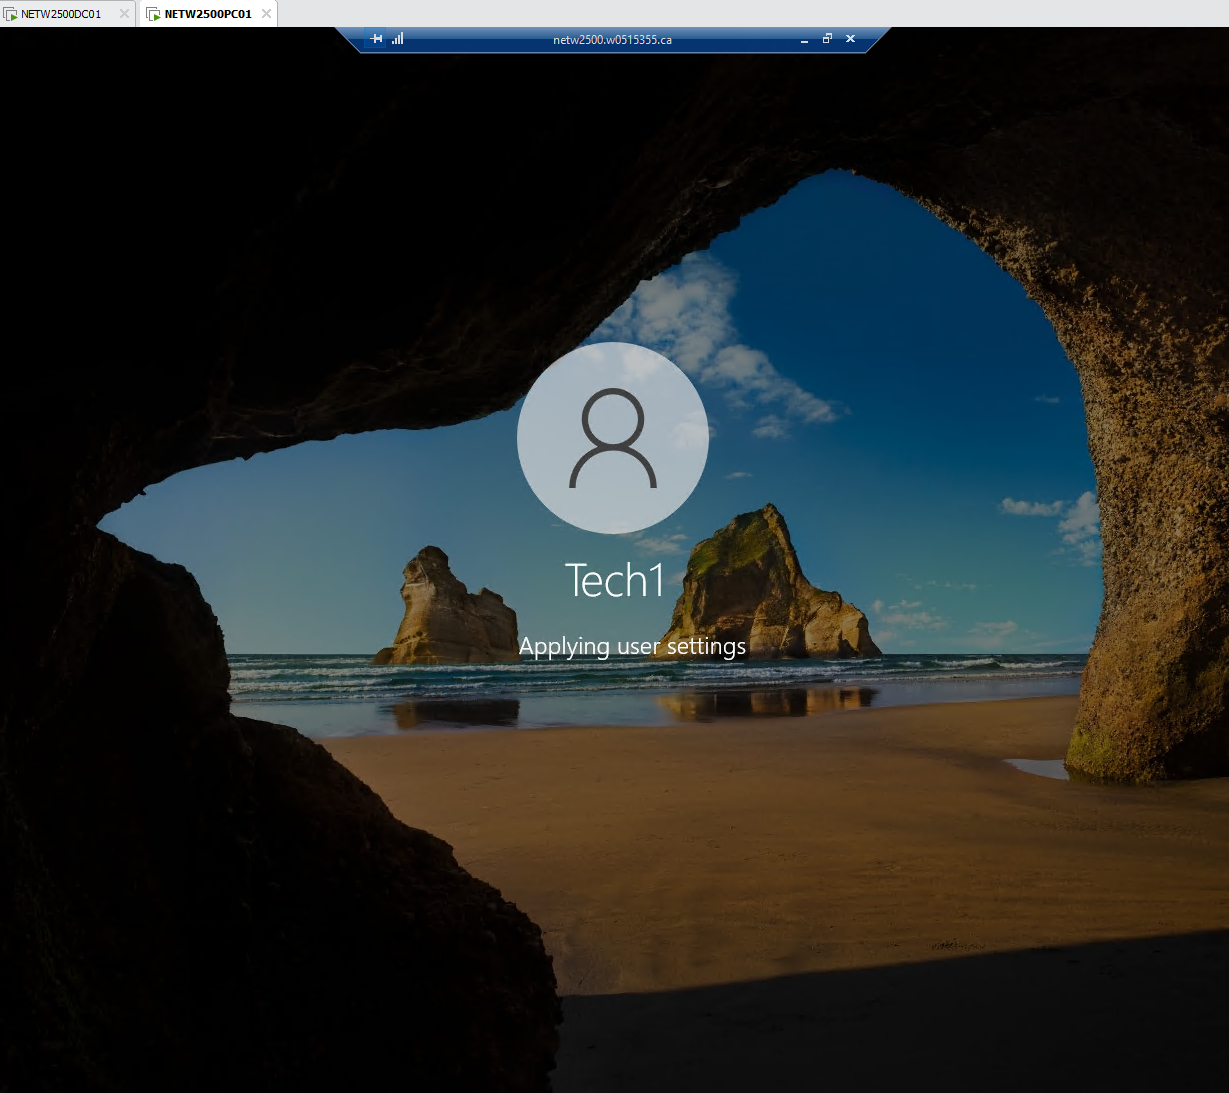 NETW2500DC01
NETW2500PC01
netw2500.w0515355.ca
Tech1
Applying user settings